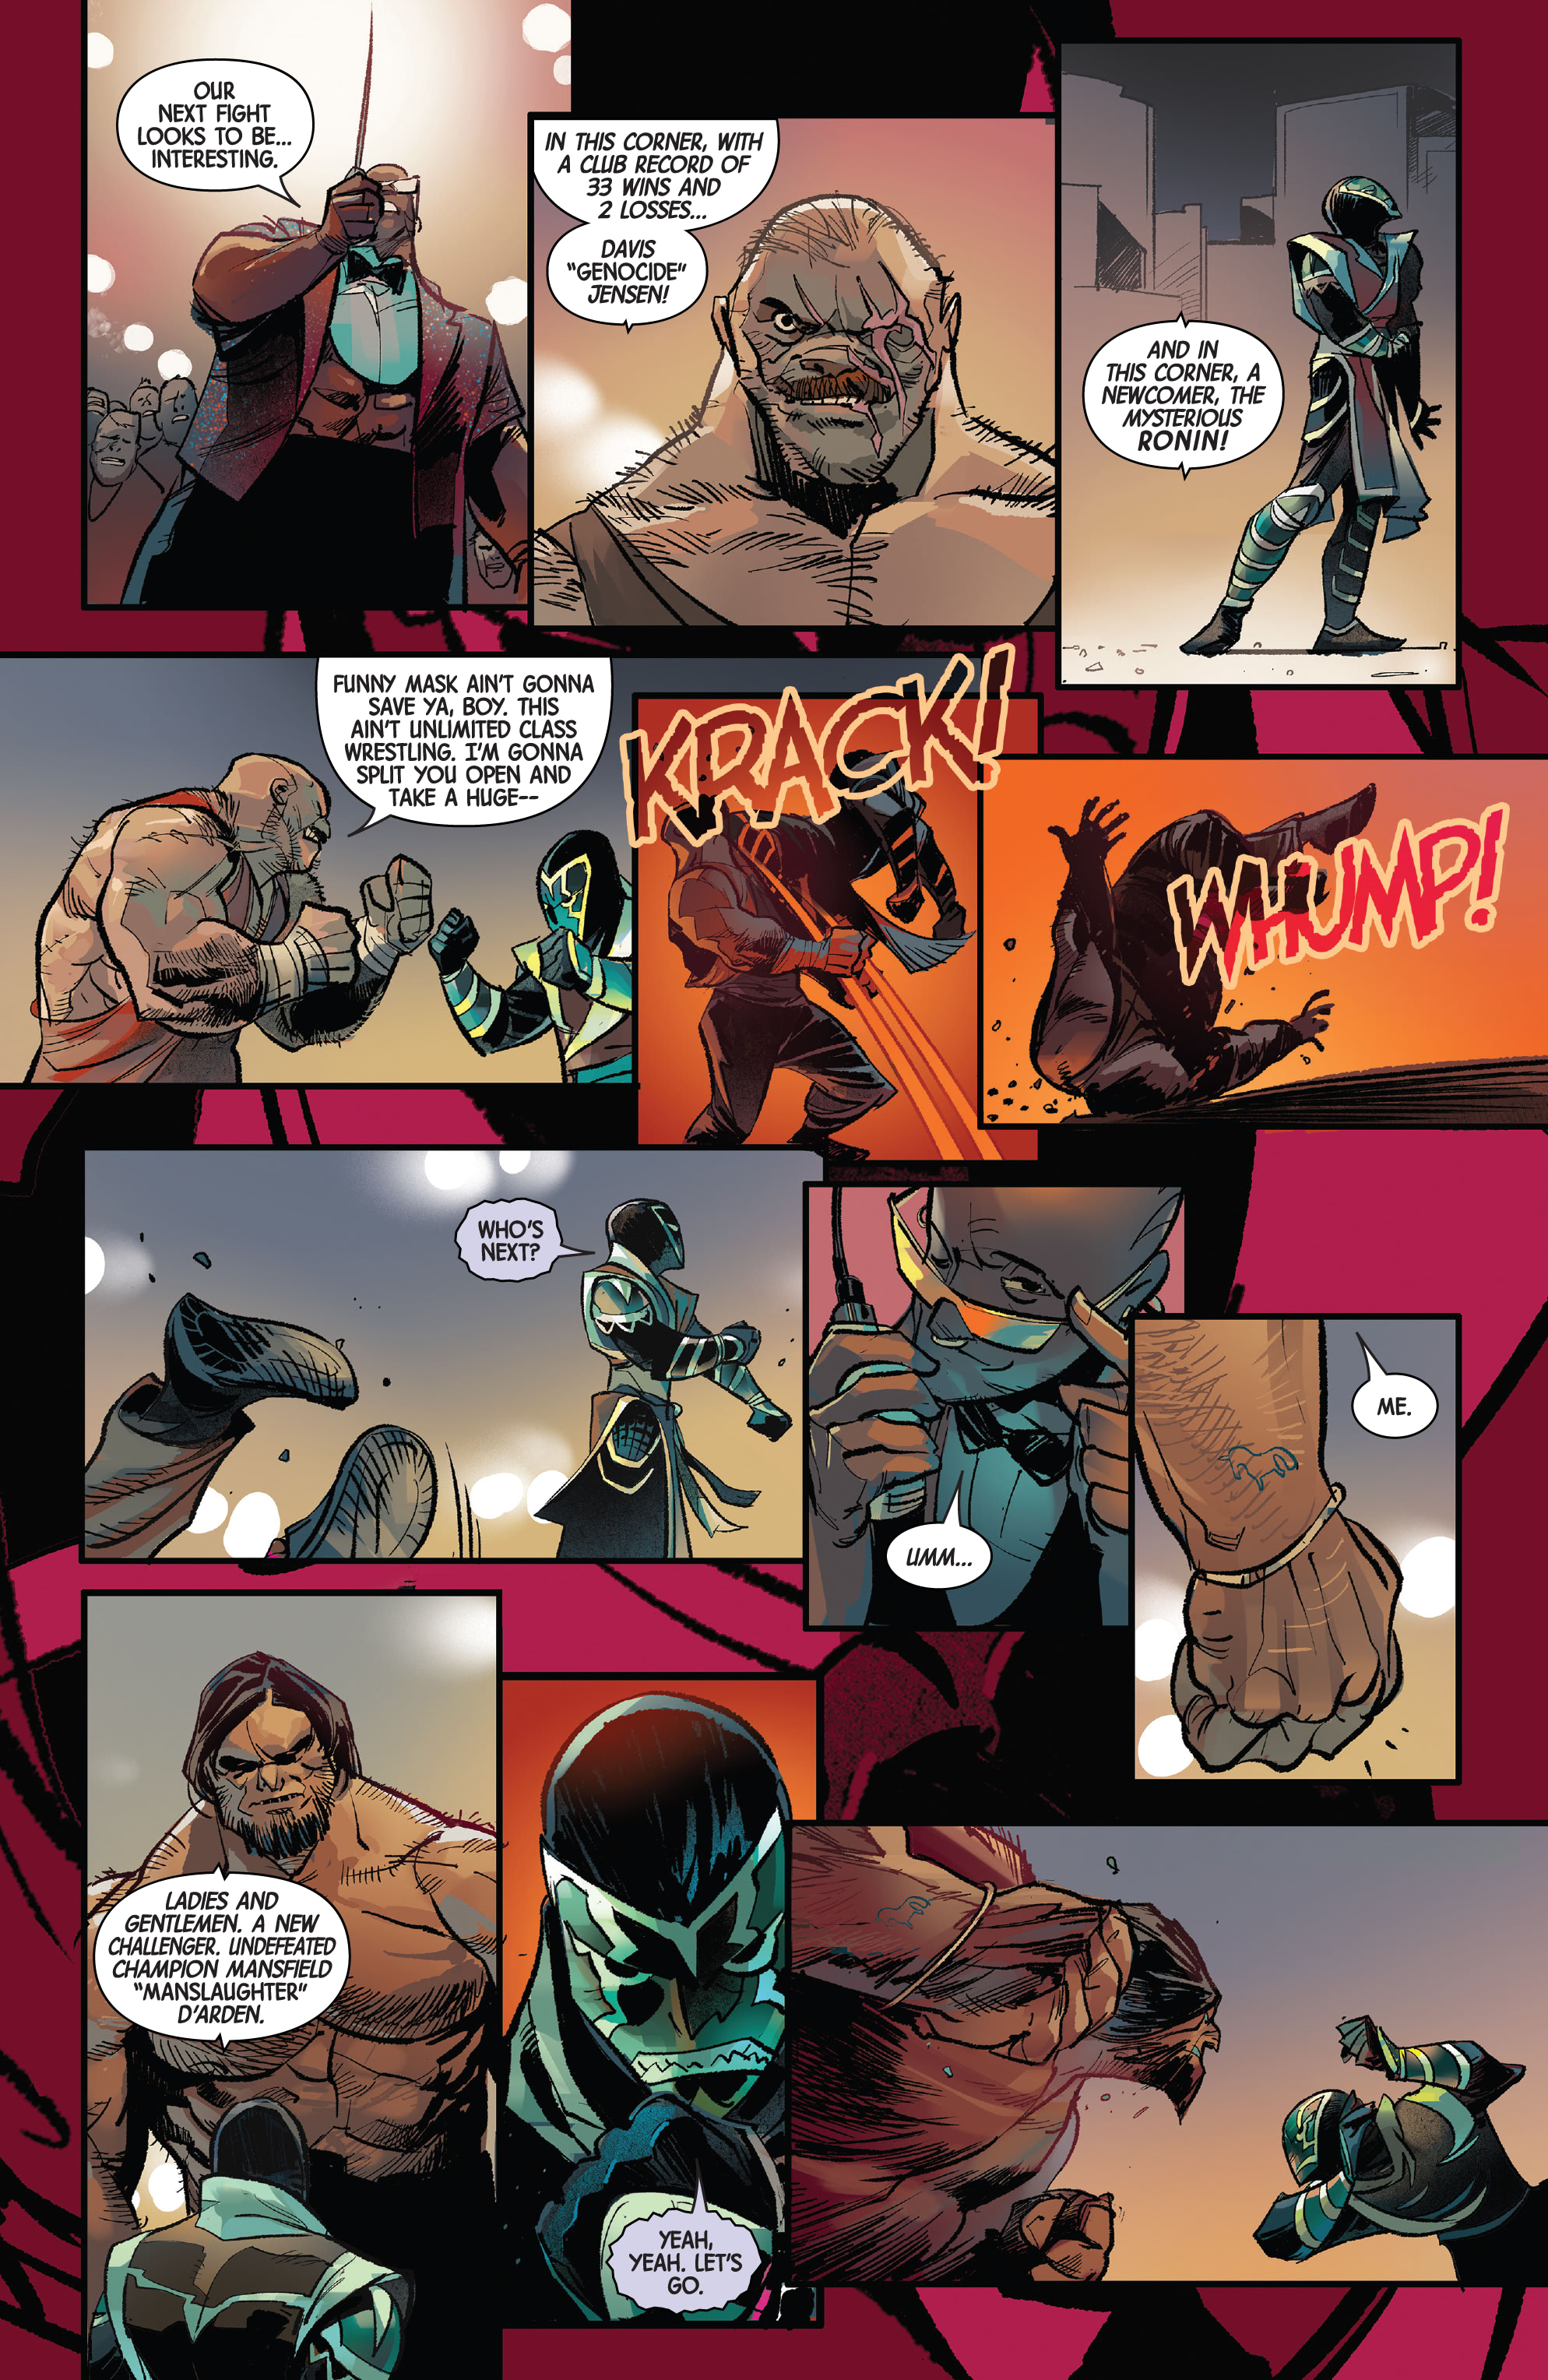 OUR
NEXT FIGHT
LOOKS TO BE...
INTERESTING.
IN THIS CORNER, WITH
A CLUB RECORD OF
33 WINS AND
2 LOSSES...
DAVIS
"GENOCIDE"
JENSEN!
AND IN
THIS CORNER, A
NEWCOMER, THE
MYSTERIOUS
RONIN!
FUNNY MASK AIN'T GONNA
SAVE YA, BOY. THIS
AIN'T UNLIMITED CLASS
WRESTLING. I'M GONNA
SPLIT YOU OPEN AND
TAKE A HUGE--
KRACK!
WHUMP!
WHO'S
NEXT?
UMM...
ME.
LADIES AND
GENTLEMEN. A NEW
CHALLENGER. UNDEFEATED
CHAMPION MANSFIELD
"MANSLAUGHTER"
D'ARDEN.
YEAH,
YEAH. LET'S
GO.